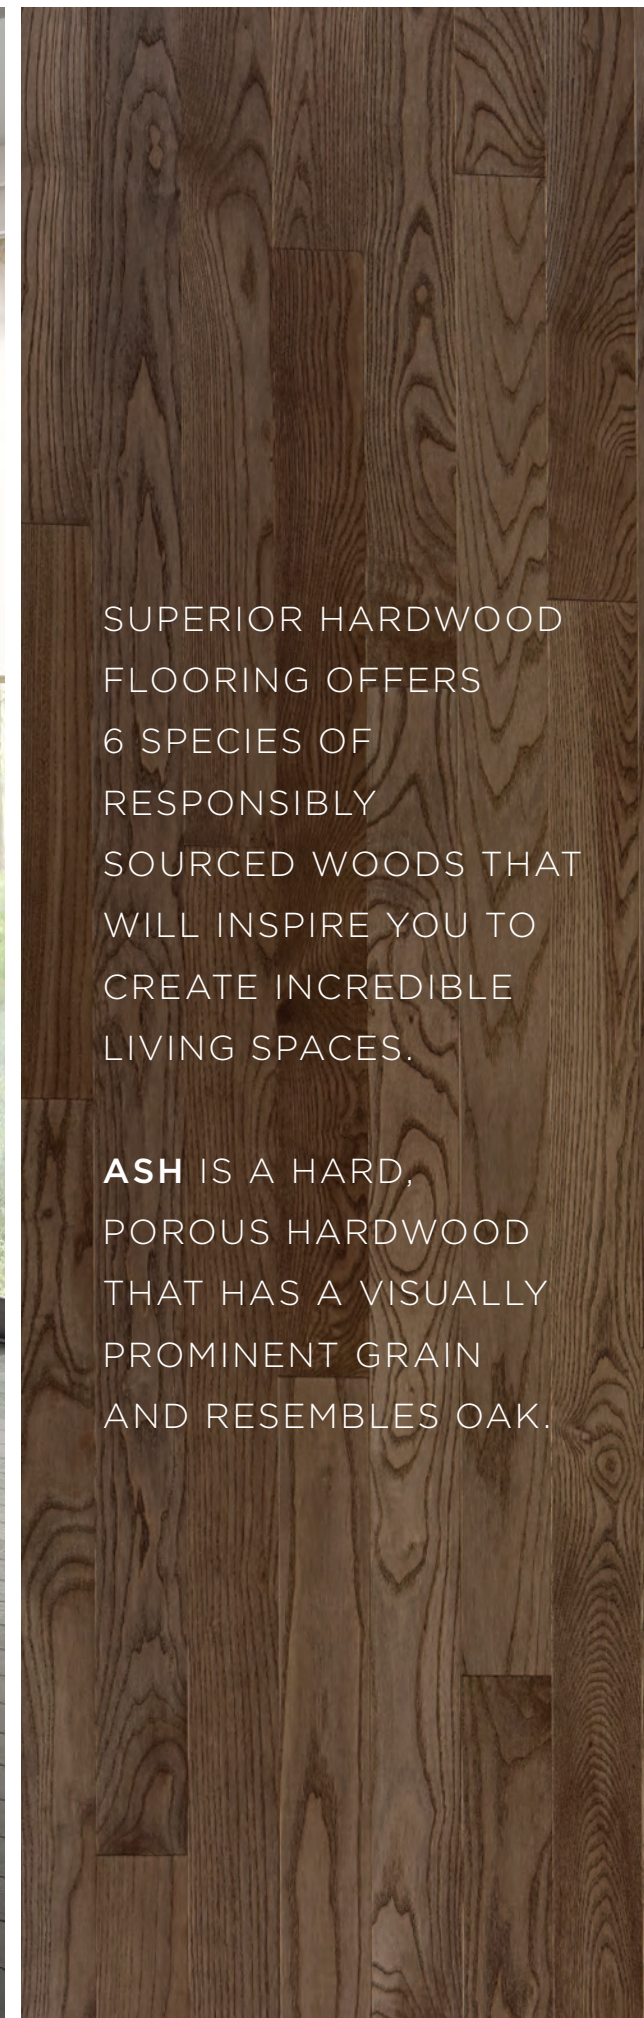 SUPERIOR HARDWOOD
FLOORING OFFERS
6 SPECIES OF
RESPONSIBLY
SOURCED WOODS THAT
WILL INSPIRE YOU TO
CREATE INCREDIBLE
LIVING SPACES.
ASH IS A HARD,
POROUS HARDWOOD
THAT HAS A VISUALLY
PROMINENT GRAIN
AND RESEMBLES OAK.